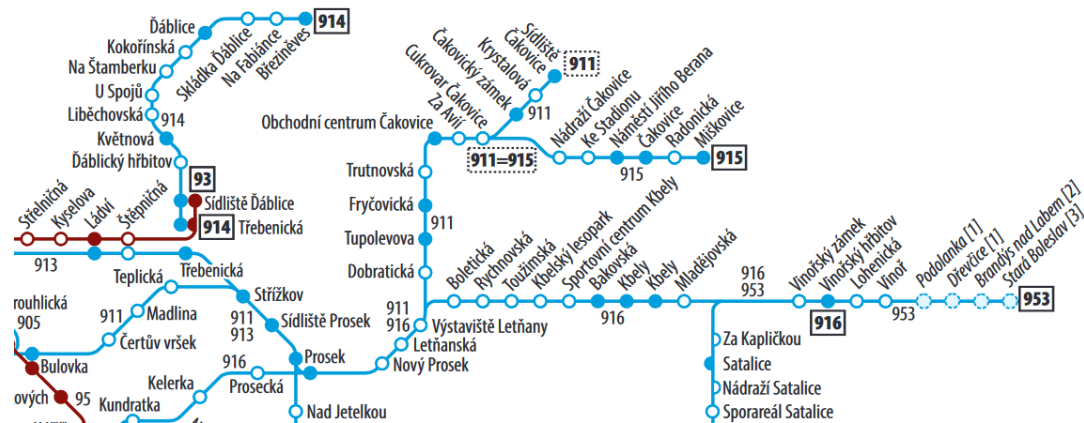 Ďáblice
Kokořínská
Na Štamberku
U Spojů
Liběchovská
914
Květnová
Ďáblický hřbitov
Skládka Ďáblice
Na Fabiánce
Březiněves
914
93
Sídliště Ďáblice
914
Třebenická
Střelničná
Kyselova
Ládví
Štěpničná
913
Teplická
Třebenická
Střížkov
911
913
Sídliště Prosek
Prosek
rouhlická
905
911
Madlina
Čertův vršek
Bulovka
ových
95
Kundratka
Kelerka
916
Prosecká
Nad Jetelkou
Nový Prosek
Letňanská
Výstaviště Letňany
911
916
Dobratická
Tupolevova
911
Fryčovická
Trutnovská
Obchodní centrum Čakovice
Za Avií
Cukrovar Čakovice
Čakovický zámek
Krystalová
Sídliště
Čakovice
911
911
911=915
Nádraží Čakovice
Ke Stadionu
Náměstí Jiřího Berana
Čakovice
Radonická
Miškovice
915
915
Boletická
Rychnovská
Toužimská
Kbelský lesopark
Sportovní centrum Kbely
Bakovská
Kbely
Kbely
Mladějovská
916
916
953
Vinořský zámek
Vinořský hřbitov
Lohenická
Vinoř
Podolanka [1]
Dřevčice [1]
Brandýs nad Labem [2]
Stará Boleslav [3]
953
916
953
Za Kapličkou
Satalice
Nádraží Satalice
Sporareál Satalice